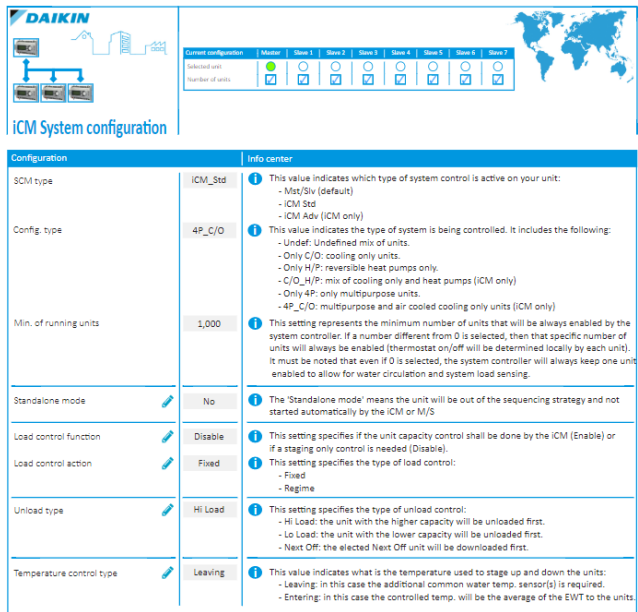 DAIKIN
Current configuration Master Slave 1 Slave 2 Slave 3 Slave 4 Slave 5 Slave 6 Slave 7
Selected unit
Number of units
iCM System configuration
Configuration Info center
SCM type iCM_Std This value indicates which type of system control is active on your unit:
- Mst/Slv (default)
- iCM Std
- iCM Adv (iCM only)
Config. type 4P_C/O This value indicates the type of system is being controlled. It includes the following:
- Undef: Undefined mix of units.
- Only C/O: cooling only units.
- Only H/P: reversible heat pumps only.
- C/O_H/P: mix of cooling only and heat pumps (iCM only)
- Only 4P: only multipurpose units.
- 4P_C/O: multipurpose and air cooled cooling only units (iCM only)
Min. of running units 1,000 This setting represents the minimum number of units that will be always enabled by the
system controller. If a number different from 0 is selected, then that specific number of
units will always be enabled (thermostat on/off will be determined locally by each unit).
It must be noted that even if 0 is selected, the system controller will always keep one unit
enabled to allow for water circulation and system load sensing.
Standalone mode No The 'Standalone mode' means the unit will be out of the sequencing strategy and not
started automatically by the iCM or M/S
Load control function Disable This setting specifies if the unit capacity control shall be done by the iCM (Enable) or
if a staging only control is needed (Disable).
Load control action Fixed This setting specifies the type of load control:
- Fixed
- Regime
Unload type Hi Load This setting specifies the type of unload control:
- Hi Load: the unit with the higher capacity will be unloaded first.
- Lo Load: the unit with the lower capacity will be unloaded first.
- Next Off: the elected Next Off unit will be downloaded first.
Temperature control type Leaving This value indicates what is the temperature used to stage up and down the units:
- Leaving: in this case the additional common water temp. sensor(s) is required.
- Entering: in this case the controlled temp. will be the average of the EWT to the units.